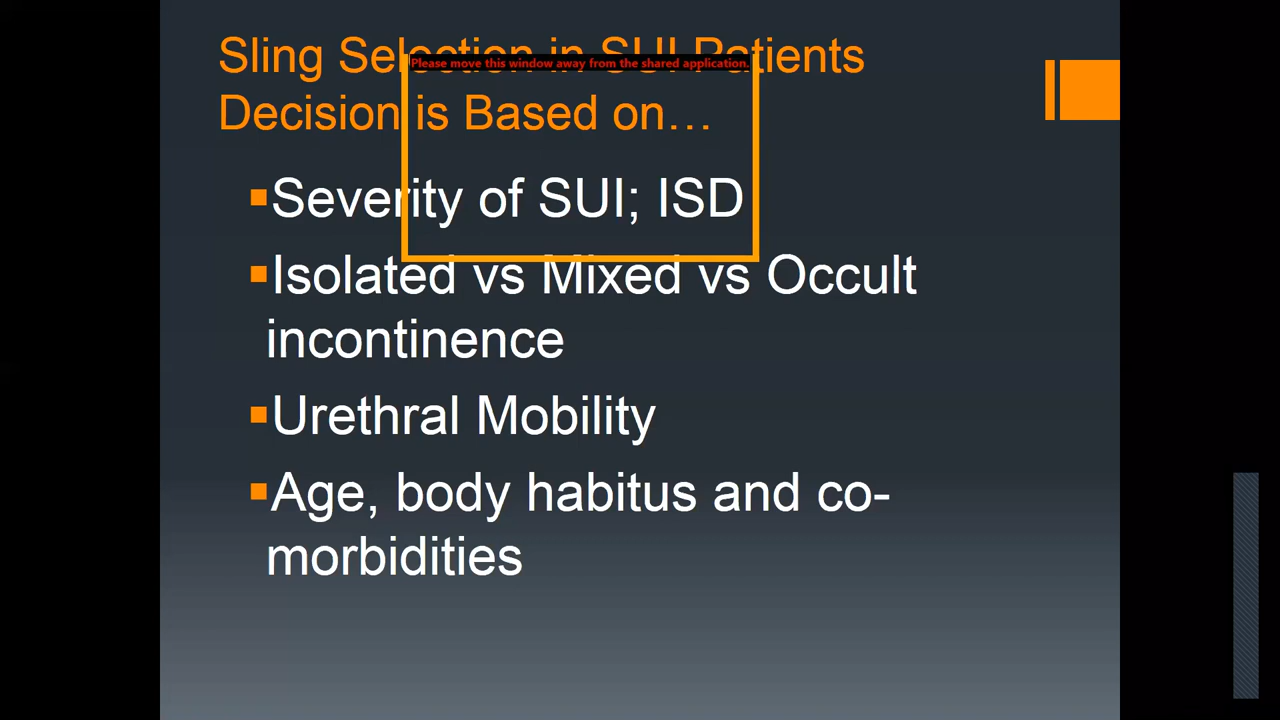 Sling Selection in SUI Patients
Please move this window away from the shared application.
Decision is Based on…
Severity of SUI; ISD
Isolated vs Mixed vs Occult
incontinence
Urethral Mobility
Age, body habitus and co-
morbidities